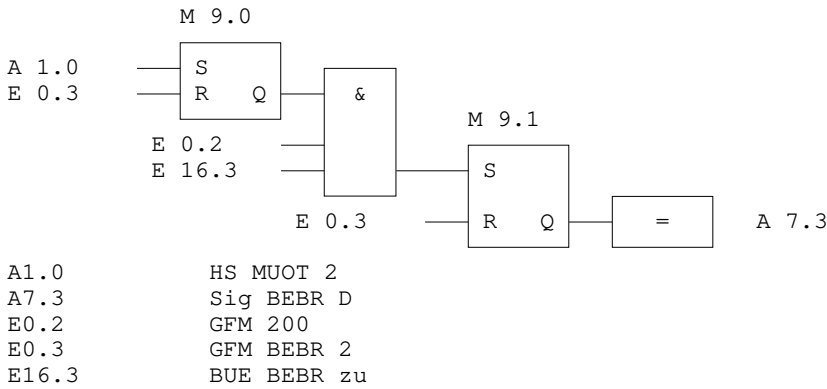 M 9.0
A 1.0 S
E 0.3 R Q &
M 9.1
E 0.2
E 16.3 S
E 0.3 R Q = A 7.3
A1.0 HS MUOT 2
A7.3 Sig BEBR D
E0.2 GFM 200
E0.3 GFM BEBR 2
E16.3 BUE BEBR zu